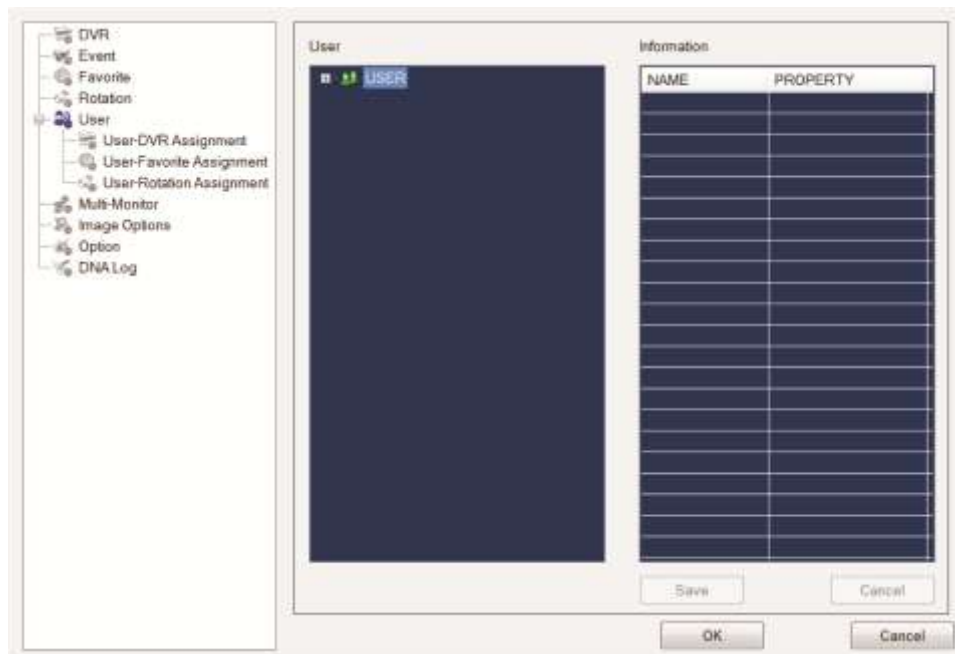 DVR
Event
Favorite
Rotation
User
User-DVR Assignment
User-Favorite Assignment
User-Rotation Assignment
Multi-Monitor
Image Options
Option
DNA Log
User
USER
Information
NAME PROPERTY
Save Cancel
OK Cancel